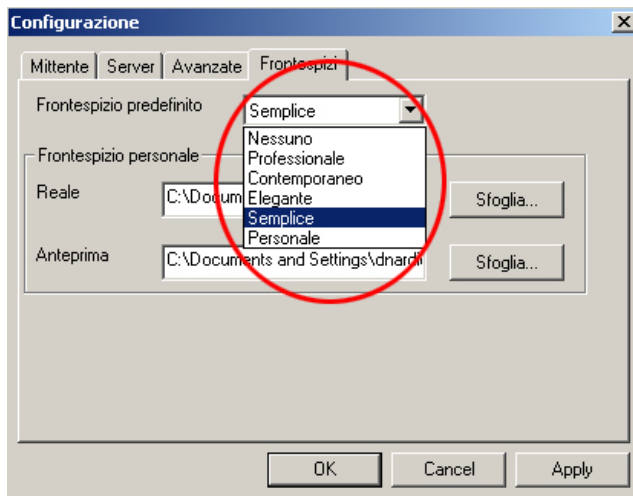 Configurazione
Mittente Server Avanzate Frontespizi
Frontespizio predefinito Semplice
Nessuno
Frontespizio personale Professionale
Contemporaneo
Reale C:\Docum Elegante Sfoglia...
Semplice
Personale
Anteprima C:\Documents and Settings\dnardi Sfoglia...
OK Cancel Apply